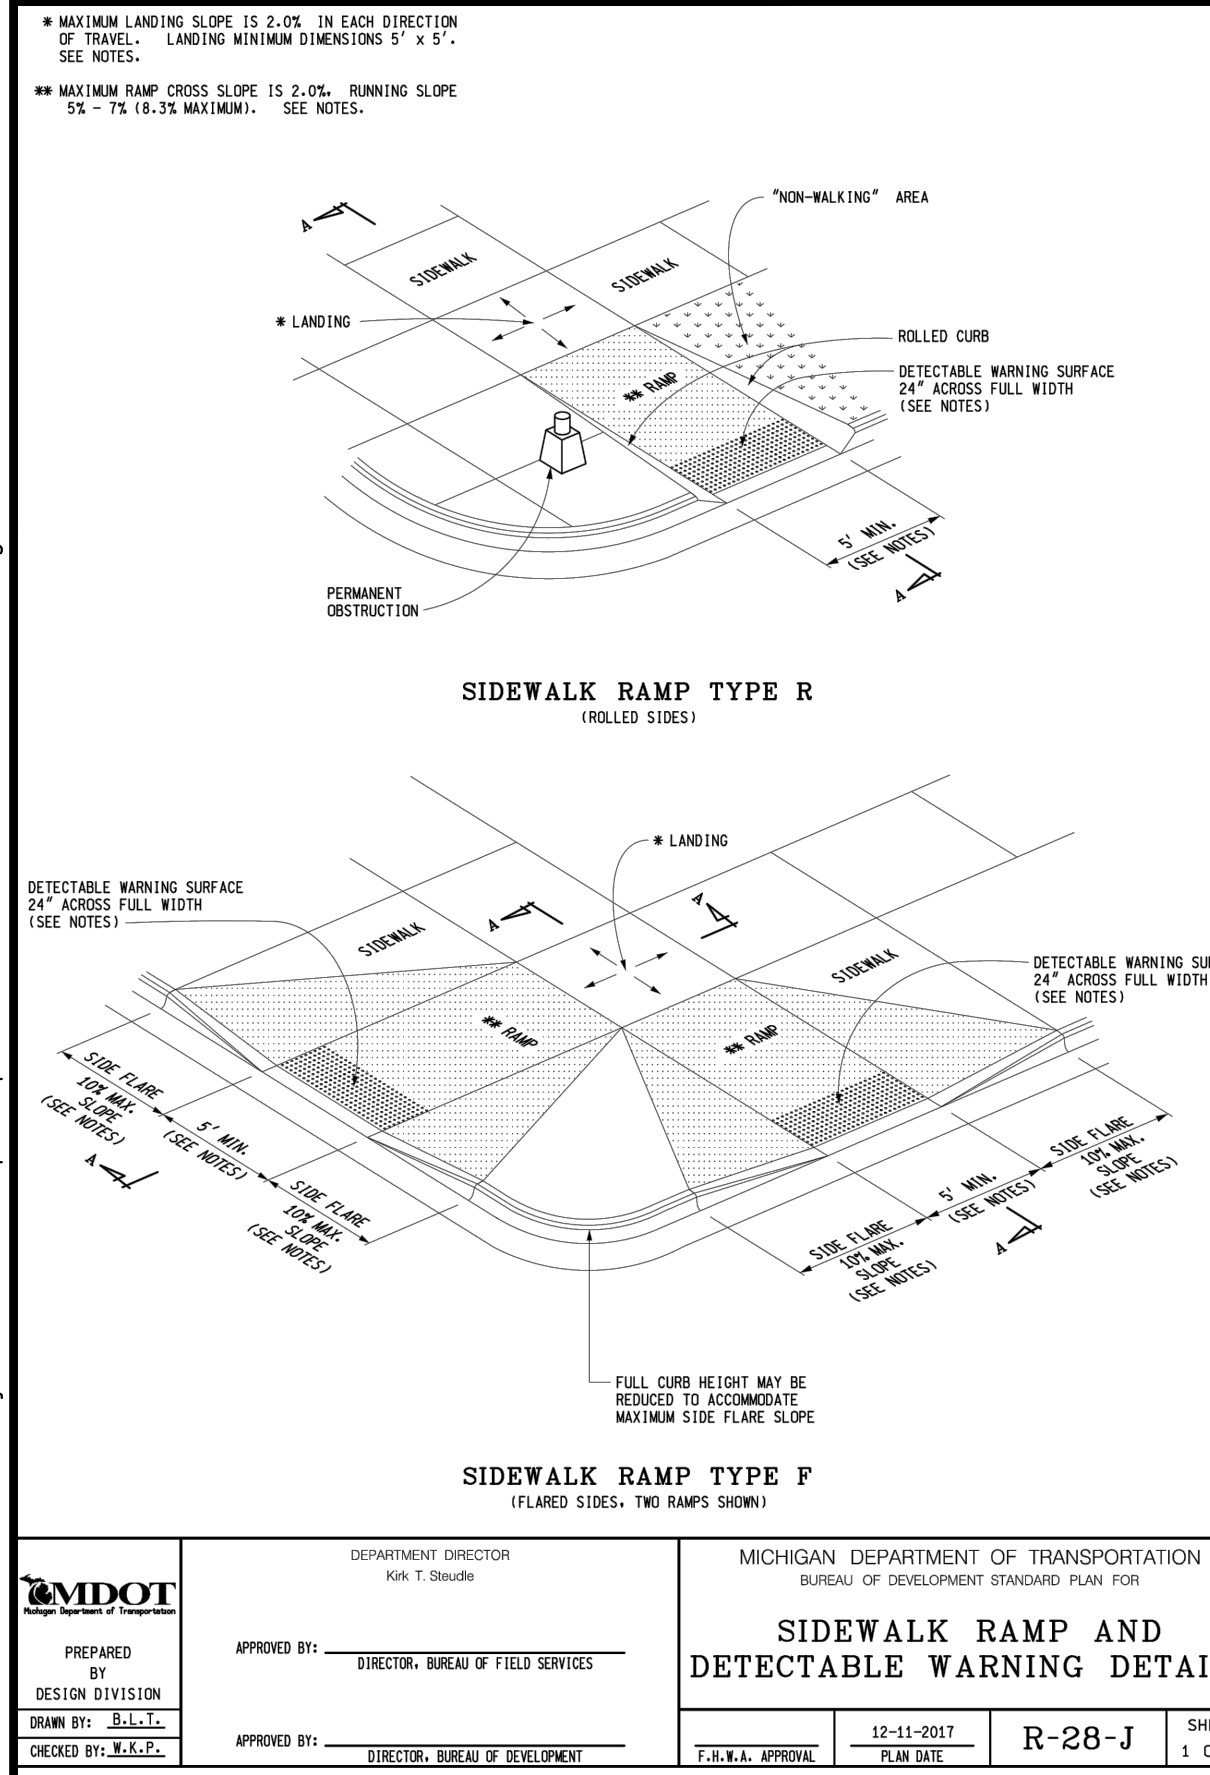 * MAXIMUM LANDING SLOPE IS 2.0% IN EACH DIRECTION
OF TRAVEL. LANDING MINIMUM DIMENSIONS 5' x 5'.
SEE NOTES.
** MAXIMUM RAMP CROSS SLOPE IS 2.0%, RUNNING SLOPE
5% - 7% (8.3% MAXIMUM). SEE NOTES.
"NON-WALKING" AREA
A
SIDEWALK
SIDEWALK
* LANDING
ROLLED CURB
DETECTABLE WARNING SURFACE
24" ACROSS FULL WIDTH
(SEE NOTES)
** RAMP
5' MIN.
(SEE NOTES)
A
PERMANENT
OBSTRUCTION
SIDEWALK RAMP TYPE R
(ROLLED SIDES)
* LANDING
DETECTABLE WARNING SURFACE
24" ACROSS FULL WIDTH
(SEE NOTES)
A
A
SIDEWALK
SIDEWALK
DETECTABLE WARNING SU
24" ACROSS FULL WIDTH
(SEE NOTES)
** RAMP
** RAMP
SIDE FLARE
10% MAX.
SLOPE
(SEE NOTES)
5' MIN.
(SEE NOTES)
SIDE FLARE
10% MAX.
SLOPE
(SEE NOTES)
A
SIDE FLARE
10% MAX.
SLOPE
(SEE NOTES)
5' MIN.
(SEE NOTES)
SIDE FLARE
10% MAX.
SLOPE
(SEE NOTES)
A
FULL CURB HEIGHT MAY BE
REDUCED TO ACCOMMODATE
MAXIMUM SIDE FLARE SLOPE
SIDEWALK RAMP TYPE F
(FLARED SIDES, TWO RAMPS SHOWN)
MDOT
Michigan Department of Transportation
PREPARED
BY
DESIGN DIVISION
DRAWN BY: B.L.T.
CHECKED BY: W.K.P.
DEPARTMENT DIRECTOR
Kirk T. Steudle
APPROVED BY:
DIRECTOR, BUREAU OF FIELD SERVICES
APPROVED BY:
DIRECTOR, BUREAU OF DEVELOPMENT
MICHIGAN DEPARTMENT OF TRANSPORTATION
BUREAU OF DEVELOPMENT STANDARD PLAN FOR
SIDEWALK RAMP AND
DETECTABLE WARNING DETAI
F.H.W.A. APPROVAL
12-11-2017
PLAN DATE
R-28-J
SH
1 O